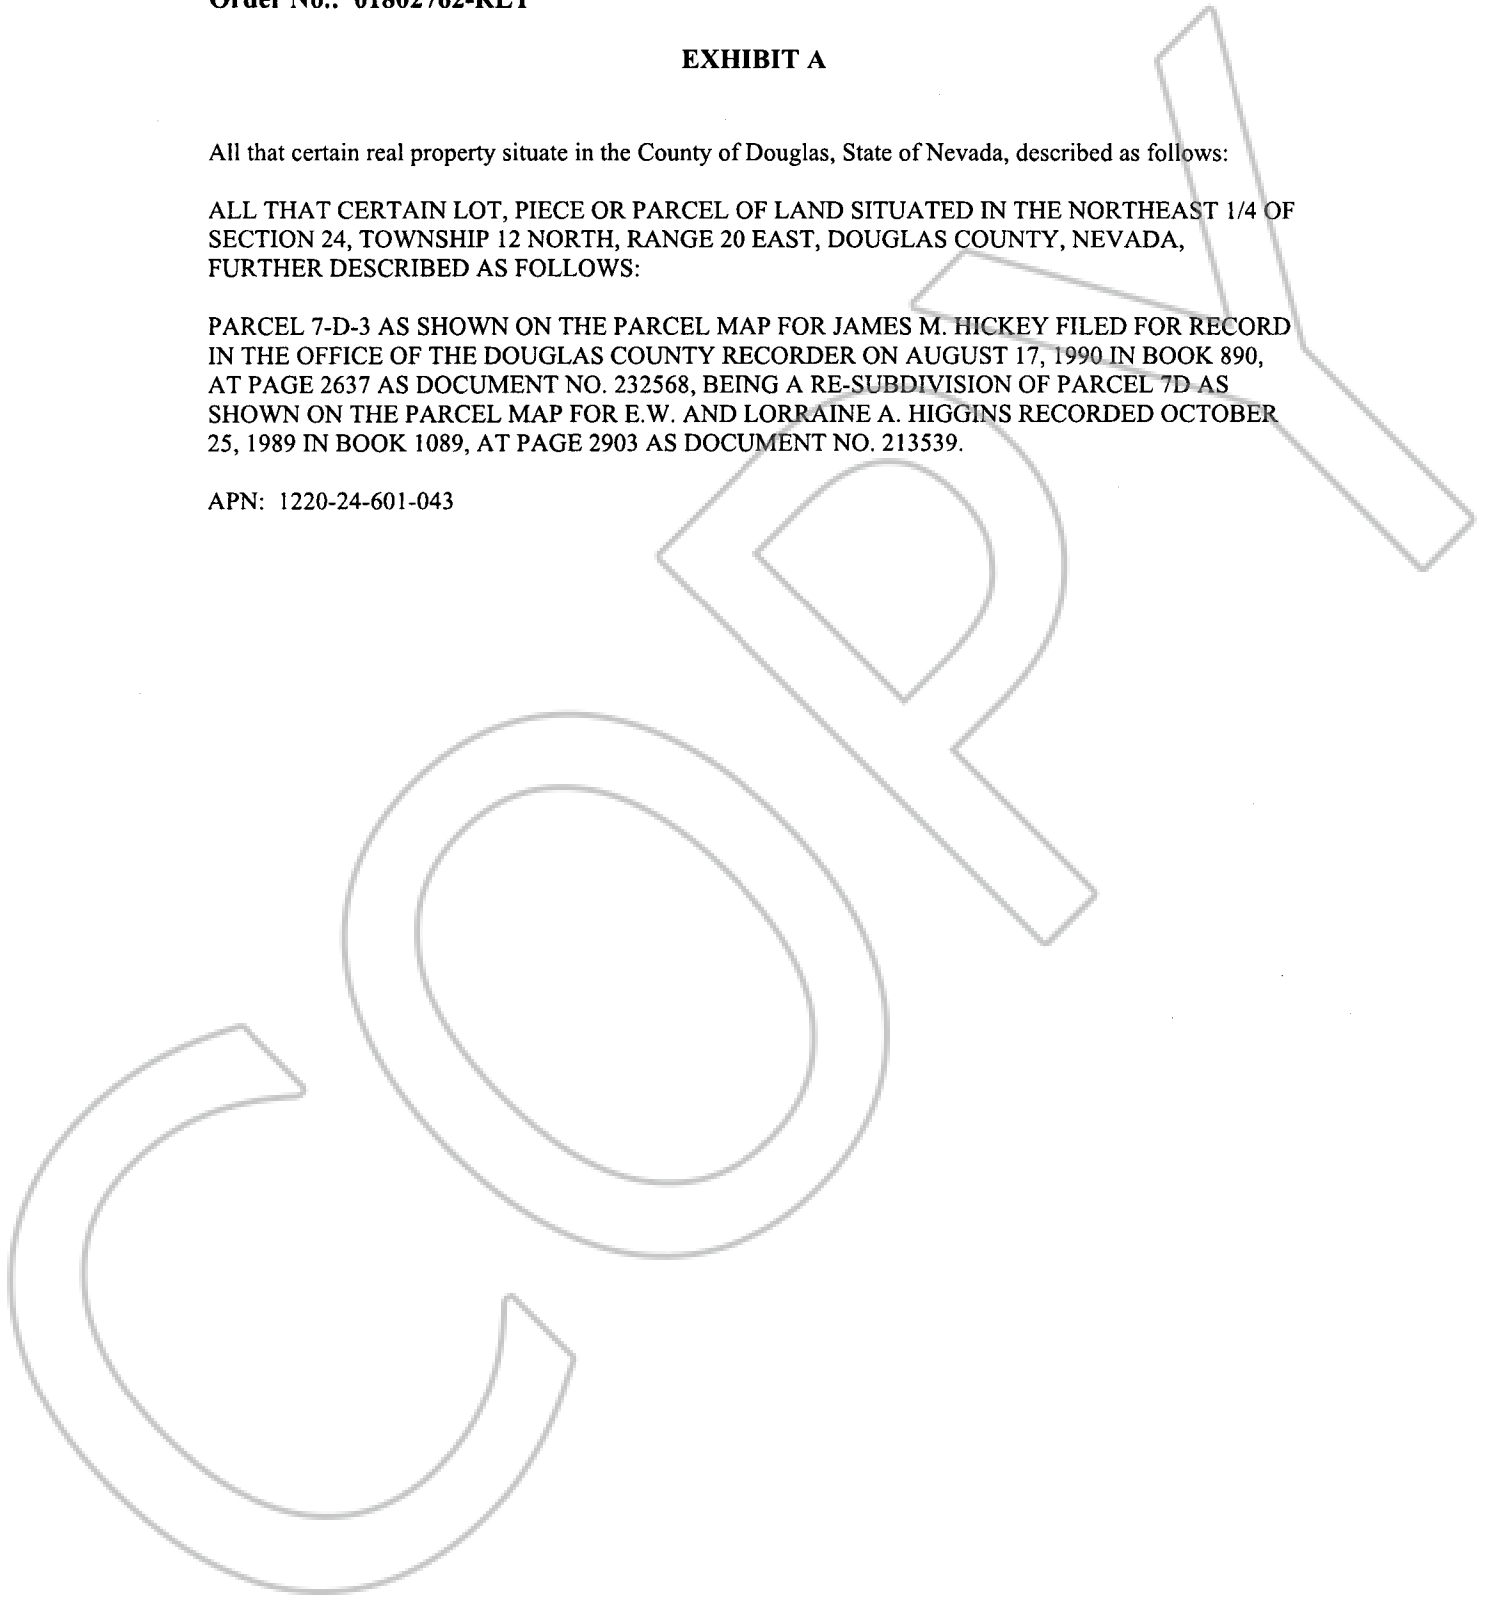 Order No.: 01802762-RLT
EXHIBIT A
All that certain real property situate in the County of Douglas, State of Nevada, described as follows:
ALL THAT CERTAIN LOT, PIECE OR PARCEL OF LAND SITUATED IN THE NORTHEAST 1/4 OF
SECTION 24, TOWNSHIP 12 NORTH, RANGE 20 EAST, DOUGLAS COUNTY, NEVADA,
FURTHER DESCRIBED AS FOLLOWS:
PARCEL 7-D-3 AS SHOWN ON THE PARCEL MAP FOR JAMES M. HICKEY FILED FOR RECORD
IN THE OFFICE OF THE DOUGLAS COUNTY RECORDER ON AUGUST 17, 1990 IN BOOK 890,
AT PAGE 2637 AS DOCUMENT NO. 232568, BEING A RE-SUBDIVISION OF PARCEL 7D AS
SHOWN ON THE PARCEL MAP FOR E.W. AND LORRAINE A. HIGGINS RECORDED OCTOBER
25, 1989 IN BOOK 1089, AT PAGE 2903 AS DOCUMENT NO. 213539.
APN: 1220-24-601-043
COPY